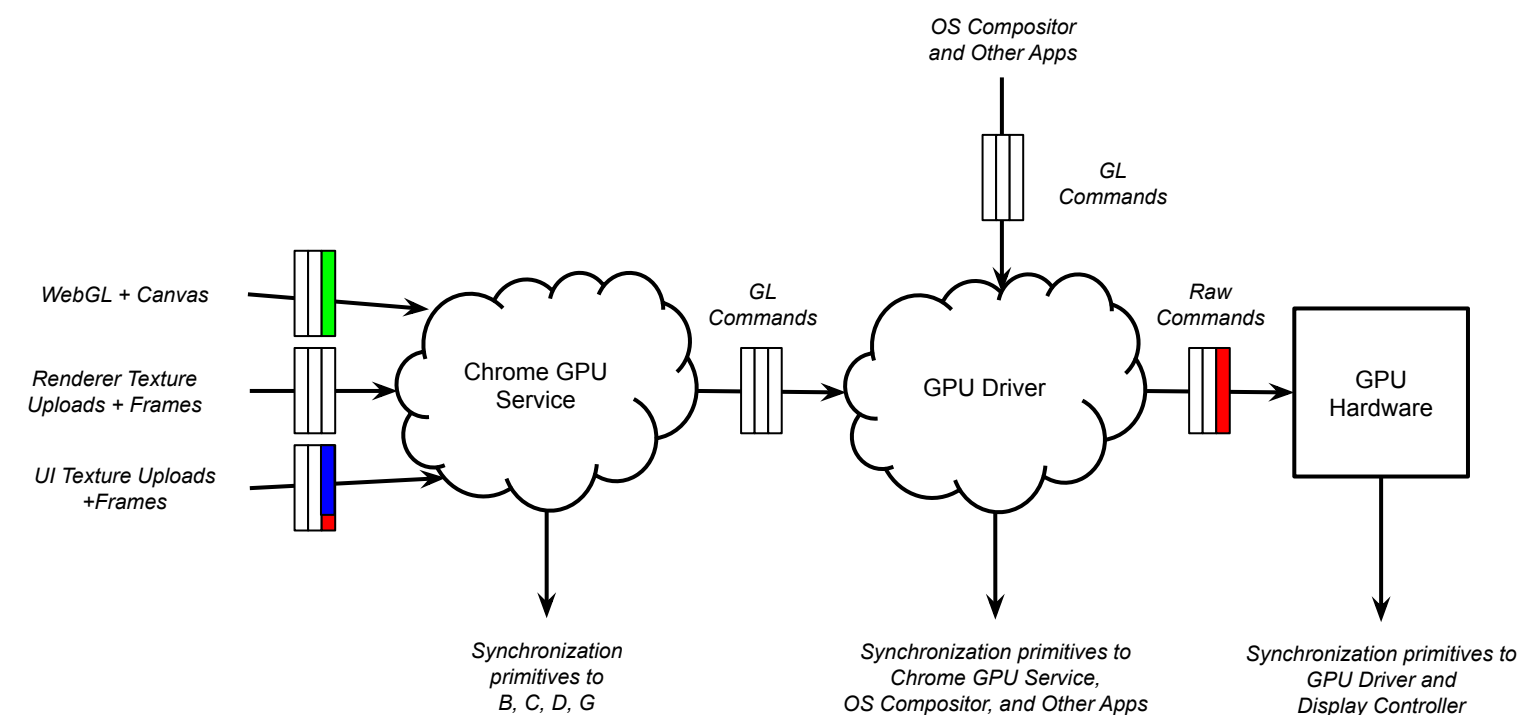 OS Compositor
and Other Apps
GL
Commands
WebGL + Canvas
Renderer Texture
Uploads + Frames
UI Texture Uploads
+Frames
Chrome GPU
Service
GL
Commands
GPU Driver
Raw
Commands
GPU
Hardware
Synchronization
primitives to
B, C, D, G
Synchronization primitives to
Chrome GPU Service,
OS Compositor, and Other Apps
Synchronization primitives to
GPU Driver and
Display Controller